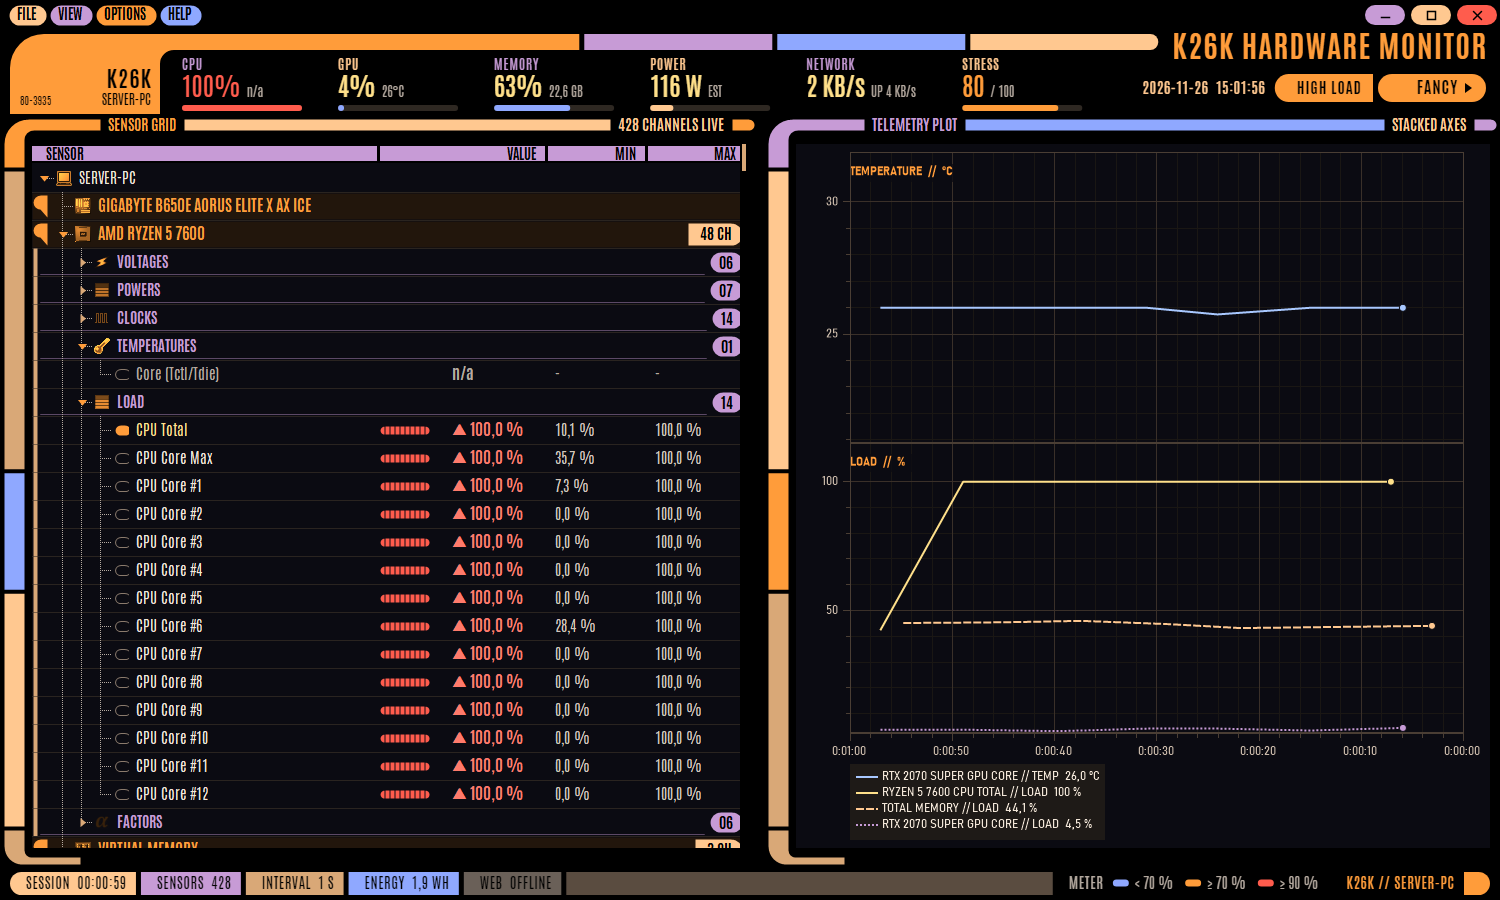 FILE VIEW OPTIONS HELP
K26K HARDWARE MONITOR
K26K
SERVER-PC
80-3935
CPU
100% n/a
GPU
4% 26°C
MEMORY
63% 22,6 GB
POWER
116 W EST
NETWORK
2 KB/s UP 4 KB/s
STRESS
80 / 100
2026-11-26 15:01:56
HIGH LOAD
FANCY
SENSOR GRID
428 CHANNELS LIVE
SENSOR VALUE MIN MAX
SERVER-PC
GIGABYTE B650E AORUS ELITE X AX ICE
AMD RYZEN 5 7600 48 CH
VOLTAGES 06
POWERS 07
CLOCKS 14
TEMPERATURES 01
Core (Tctl/Tdie) n/a - -
LOAD 14
CPU Total 100,0 % 10,1 % 100,0 %
CPU Core Max 100,0 % 35,7 % 100,0 %
CPU Core #1 100,0 % 7,3 % 100,0 %
CPU Core #2 100,0 % 0,0 % 100,0 %
CPU Core #3 100,0 % 0,0 % 100,0 %
CPU Core #4 100,0 % 0,0 % 100,0 %
CPU Core #5 100,0 % 0,0 % 100,0 %
CPU Core #6 100,0 % 28,4 % 100,0 %
CPU Core #7 100,0 % 0,0 % 100,0 %
CPU Core #8 100,0 % 0,0 % 100,0 %
CPU Core #9 100,0 % 0,0 % 100,0 %
CPU Core #10 100,0 % 0,0 % 100,0 %
CPU Core #11 100,0 % 0,0 % 100,0 %
CPU Core #12 100,0 % 0,0 % 100,0 %
FACTORS 06
VIRTUAL MEMORY
TELEMETRY PLOT
STACKED AXES
TEMPERATURE // °C
30
25
LOAD // %
100
50
0:01:00 0:00:50 0:00:40 0:00:30 0:00:20 0:00:10 0:00:00
RTX 2070 SUPER GPU CORE // TEMP 26,0 °C
RYZEN 5 7600 CPU TOTAL // LOAD 100 %
TOTAL MEMORY // LOAD 44,1 %
RTX 2070 SUPER GPU CORE // LOAD 4,5 %
SESSION 00:00:59
SENSORS 428
INTERVAL 1 S
ENERGY 1,9 WH
WEB OFFLINE
METER < 70 % ≥ 70 % ≥ 90 %
K26K // SERVER-PC